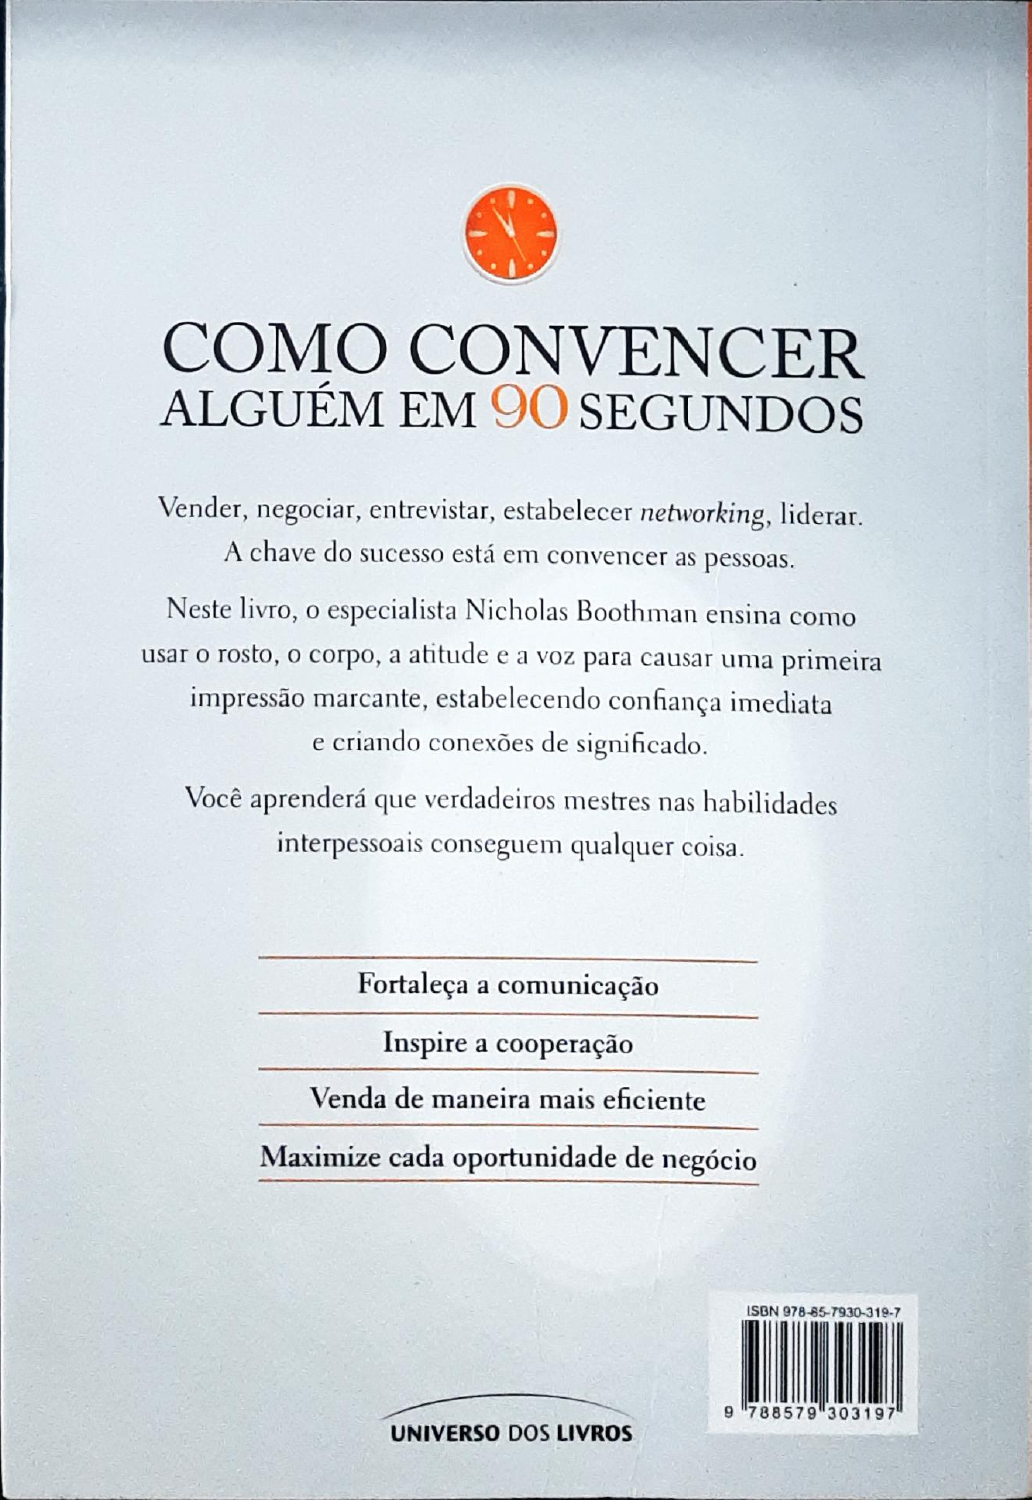 COMO CONVENCER
ALGUÉM EM 90 SEGUNDOS
Vender, negociar, entrevistar, estabelecer networking, liderar.
A chave do sucesso está em convencer as pessoas.
Neste livro, o especialista Nicholas Boothman ensina como
usar o rosto, o corpo, a atitude e a voz para causar uma primeira
impressão marcante, estabelecendo confiança imediata
e criando conexões de significado.
Você aprenderá que verdadeiros mestres nas habilidades
interpessoais conseguem qualquer coisa.
Fortaleça a comunicação
Inspire a cooperação
Venda de maneira mais eficiente
Maximize cada oportunidade de negócio
ISBN 978-85-7930-319-7
9 788579 303197
UNIVERSO DOS LIVROS